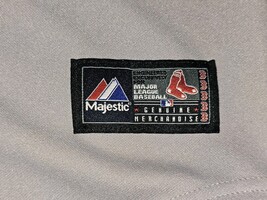 Majestic
ENGINEERED
EXCLUSIVELY
FOR
MAJOR
LEAGUE
BASEBALL
GENUINE
MERCHANDISE